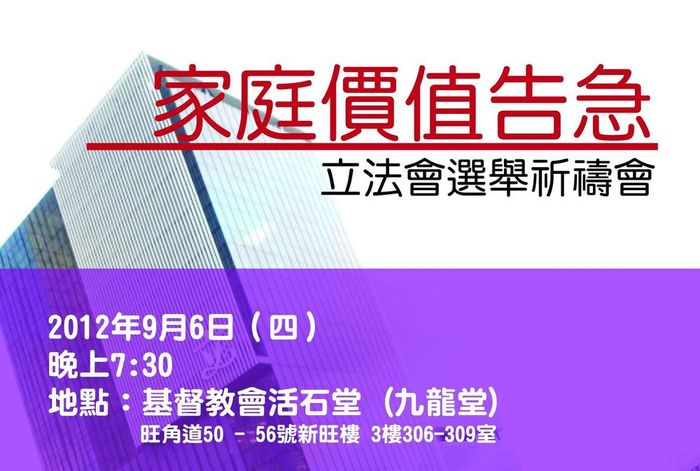 家庭價值告急
立法會選舉祈禱會
2012年9月6日（四）
晚上7:30
地點：基督教會活石堂 (九龍堂)
旺角道50 - 56號新旺樓 3樓306-309室